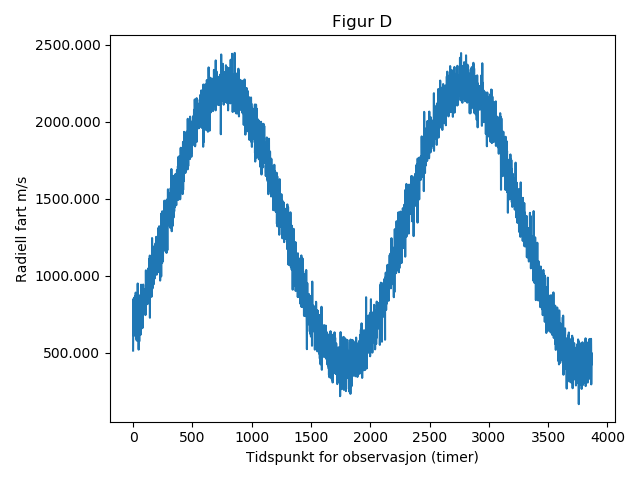 Figur D
2500.000
2000.000
1500.000
1000.000
500.000
Radiell fart m/s
0 500 1000 1500 2000 2500 3000 3500 4000
Tidspunkt for observasjon (timer)